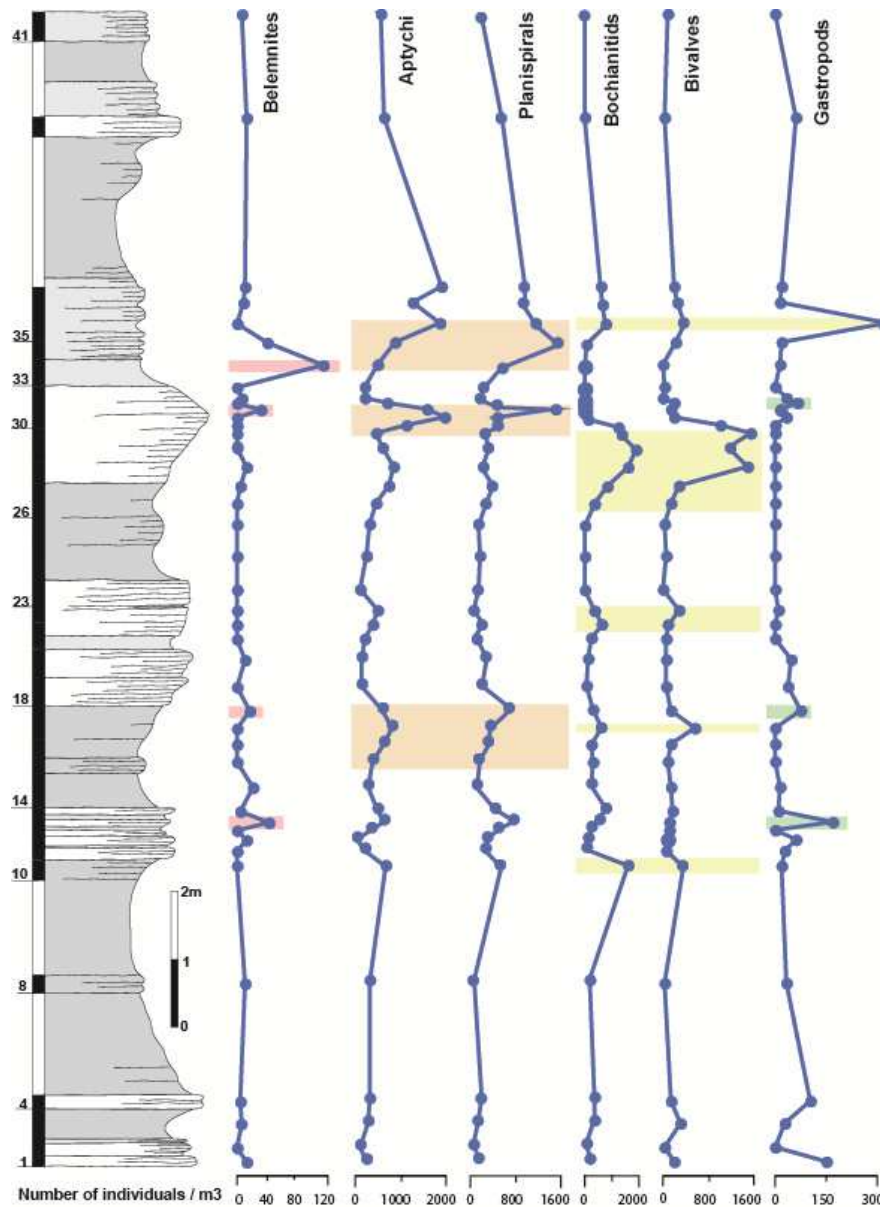 Belemnites
Aptychi
Planispirals
Bochianitids
Bivalves
Gastropods
41
35
33
30
26
23
18
14
10
8
4
1
2m
1
0
Number of individuals / m3
0 40 120
0 1000 2000
0 800 1600
0 2000
0 800 1600
0 150 300